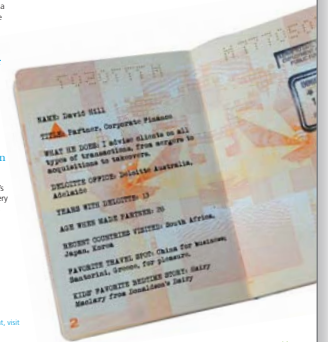 NAME: David Hill
TITLE: Partner, Corporate Finance
WHAT HE DOES: I advise clients on all
types of transactions, from mergers to
acquisitions to takeovers.
DELOITTE OFFICE: Deloitte Australia,
Adelaide
YEARS WITH DELOITTE: 13
AGE WHEN MADE PARTNER:
RECENT COUNTRIES VISITED: South Africa,
Japan, Korea
FAVORITE TRAVEL SPOT: China for business;
Santorini, Greece, for pleasure.
KIDS' FAVORITE BEDTIME STORY: Hairy
Maclary from Donaldson's Dairy
2
t, visit